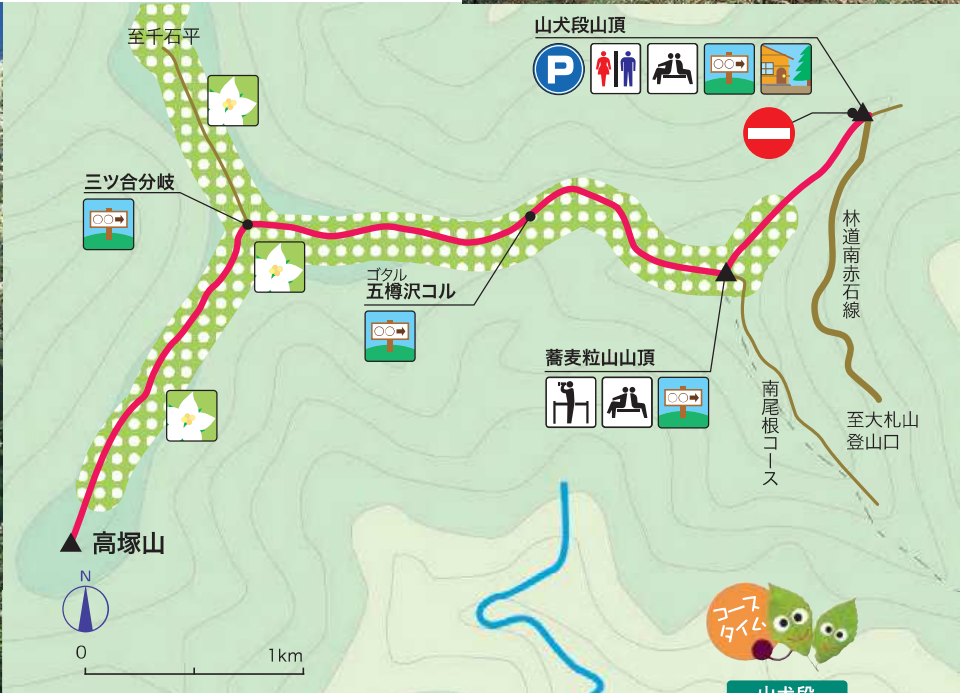 至千石平
山犬段山頂
P
三ツ合分岐
ゴタル
五樽沢コル
蕎麦粒山山頂
林道南赤石線
南尾根コース
至大札山
登山口
高塚山
N
0 1km
コース
タイム
山犬段